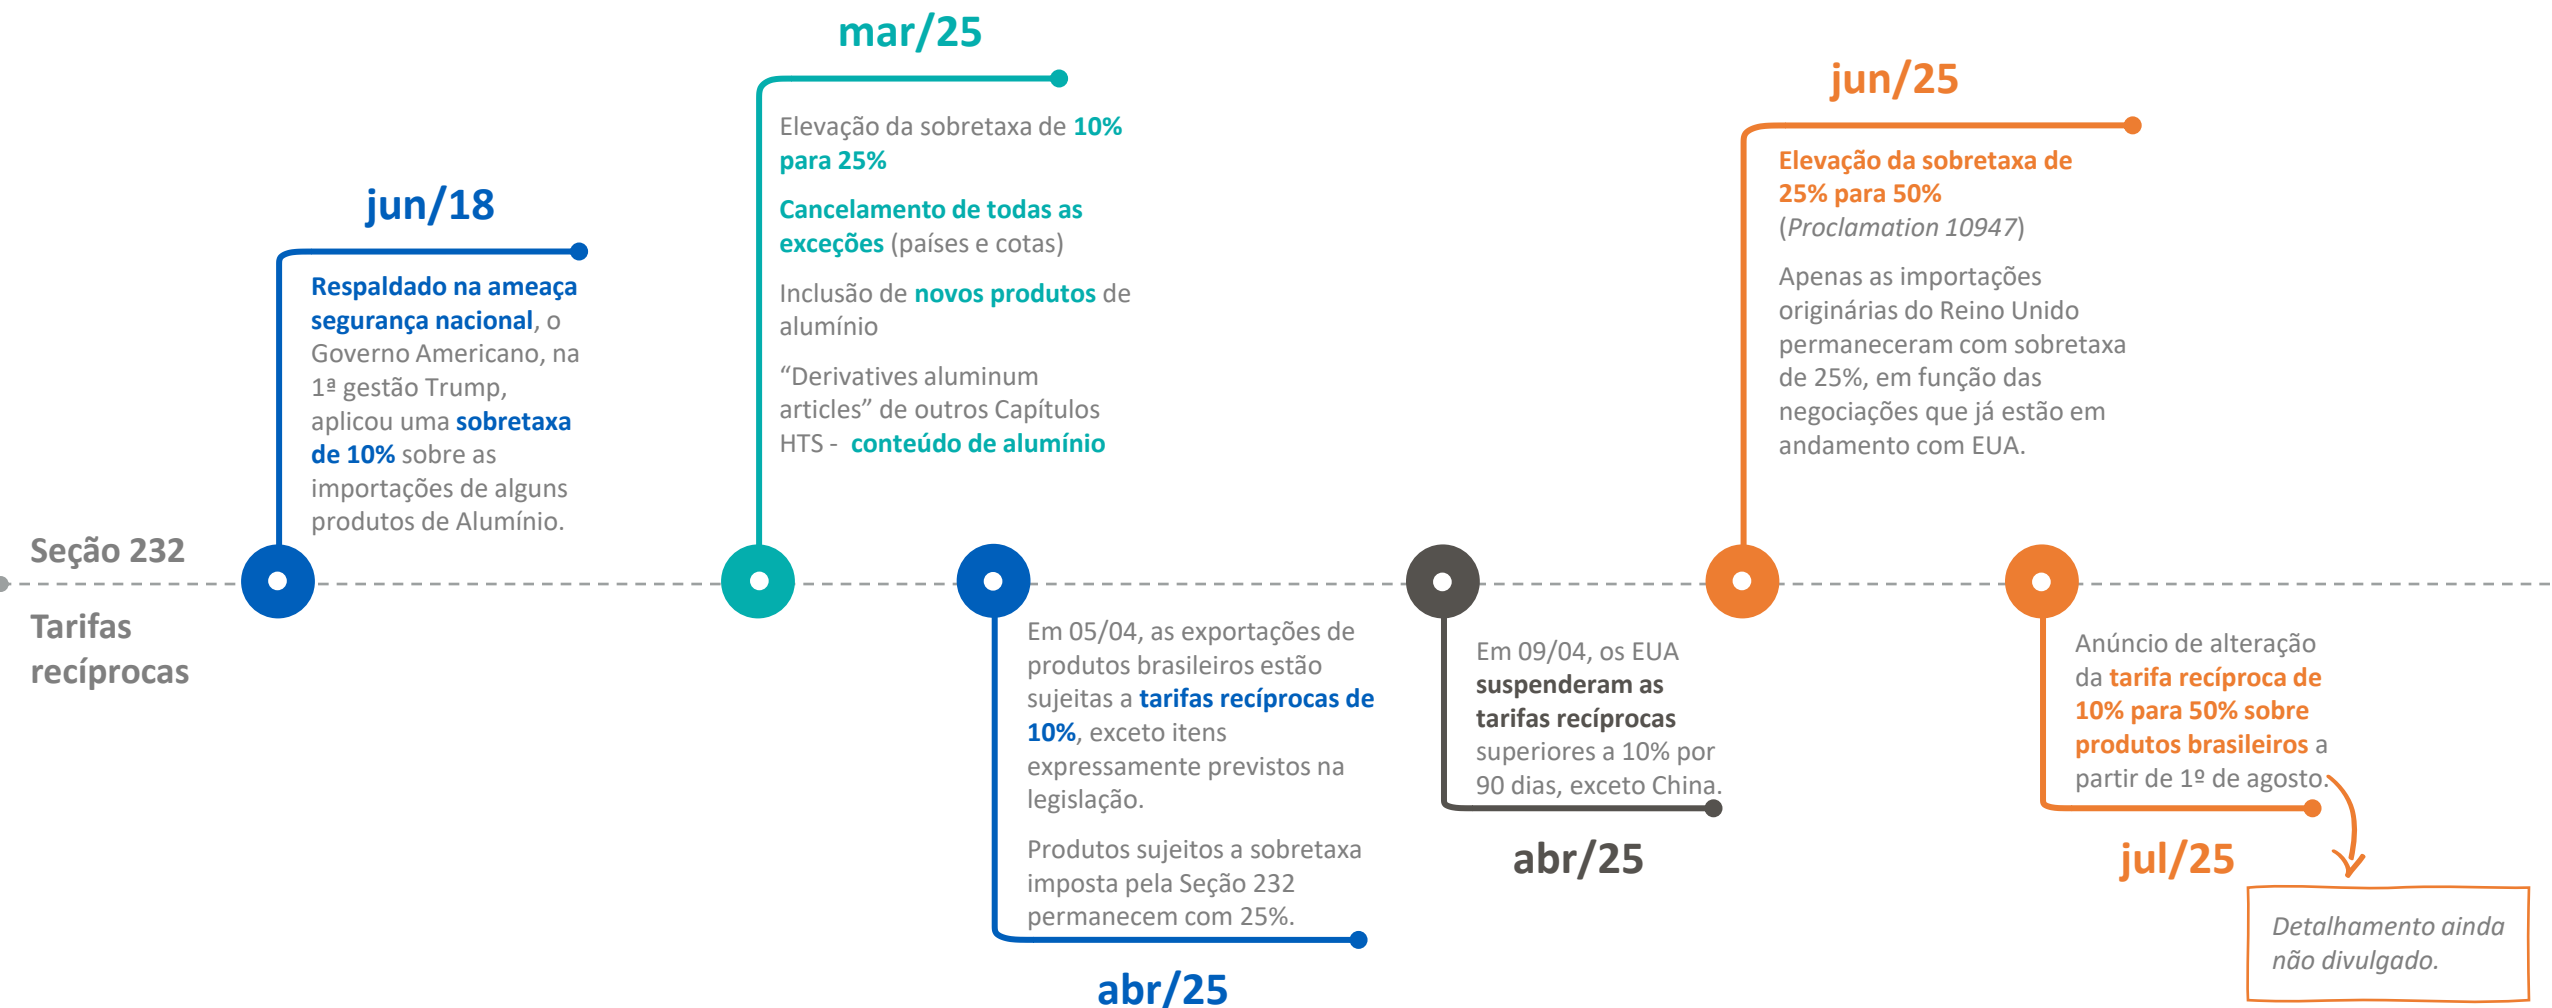 jun/18
Respaldado na ameaça
segurança nacional, o
Governo Americano, na
1ª gestão Trump,
aplicou uma sobretaxa
de 10% sobre as
importações de alguns
produtos de Alumínio.
mar/25
Elevação da sobretaxa de 10%
para 25%
Cancelamento de todas as
exceções (países e cotas)
Inclusão de novos produtos de
alumínio
“Derivatives aluminum
articles” de outros Capítulos
HTS - conteúdo de alumínio
jun/25
Elevação da sobretaxa de
25% para 50%
(Proclamation 10947)
Apenas as importações
originárias do Reino Unido
permaneceram com sobretaxa
de 25%, em função das
negociações que já estão em
andamento com EUA.
Seção 232
Tarifas
recíprocas
Em 05/04, as exportações de
produtos brasileiros estão
sujeitas a tarifas recíprocas de
10%, exceto itens
expressamente previstos na
legislação.
Produtos sujeitos a sobretaxa
imposta pela Seção 232
permanecem com 25%.
abr/25
Em 09/04, os EUA
suspenderam as
tarifas recíprocas
superiores a 10% por
90 dias, exceto China.
abr/25
Anúncio de alteração
da tarifa recíproca de
10% para 50% sobre
produtos brasileiros a
partir de 1º de agosto.
jul/25
Detalhamento ainda
não divulgado.